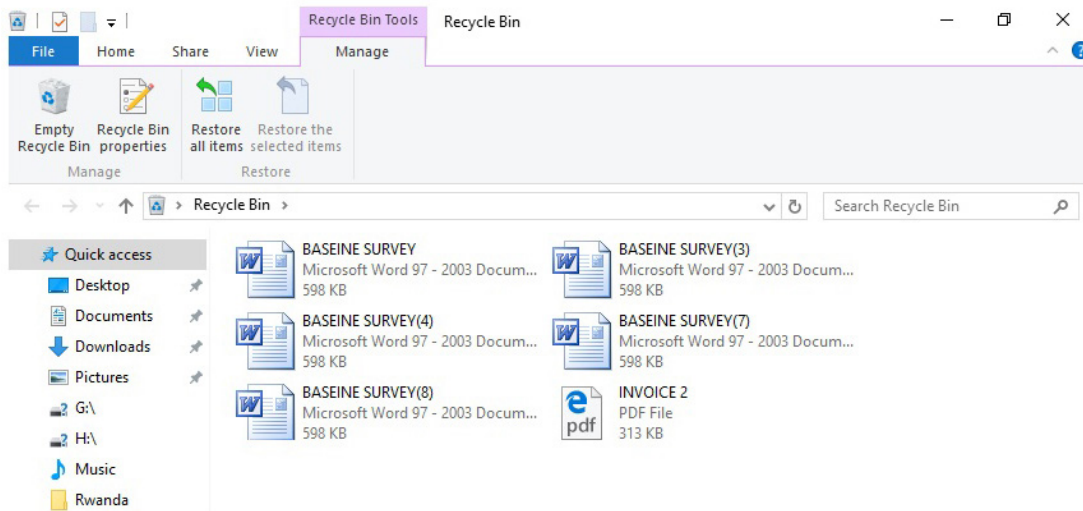 Recycle Bin Tools
Recycle Bin
File
Home
Share
View
Manage
Empty Recycle Bin
Recycle Bin properties
Restore all items
Restore the selected items
Manage
Restore
Recycle Bin
Search Recycle Bin
Quick access
Desktop
Documents
Downloads
Pictures
G:\
H:\
Music
Rwanda
BASEINE SURVEY
Microsoft Word 97 - 2003 Docum...
598 KB
BASEINE SURVEY(3)
Microsoft Word 97 - 2003 Docum...
598 KB
BASEINE SURVEY(4)
Microsoft Word 97 - 2003 Docum...
598 KB
BASEINE SURVEY(7)
Microsoft Word 97 - 2003 Docum...
598 KB
BASEINE SURVEY(8)
Microsoft Word 97 - 2003 Docum...
598 KB
pdf
INVOICE 2
PDF File
313 KB